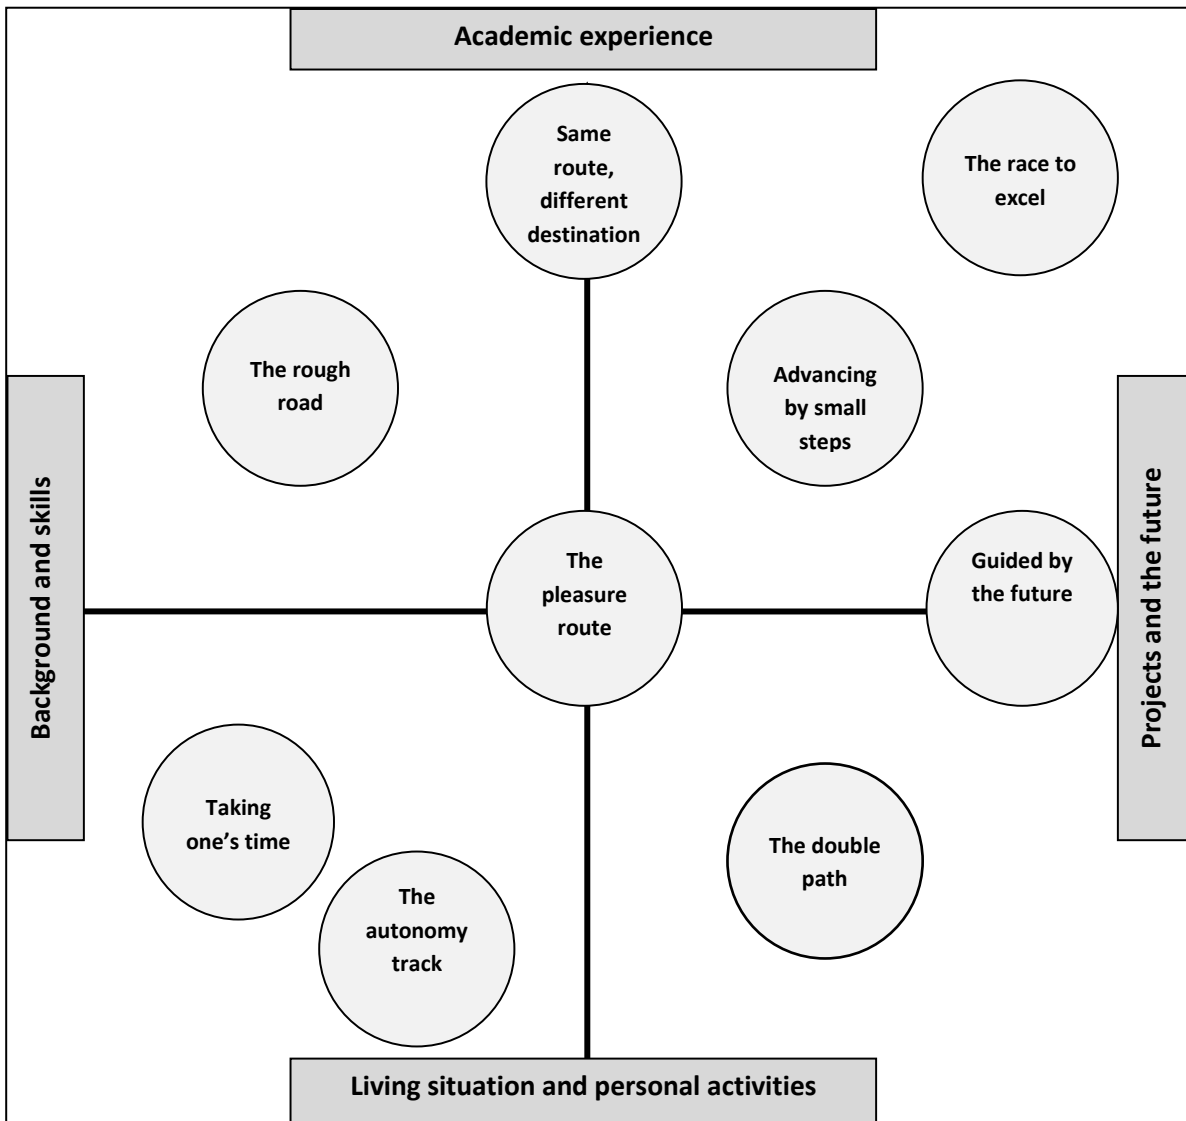 Academic experience
Same
route,
different
destination
The race to
excel
The rough
road
Advancing
by small
steps
Background and skills
The
pleasure
route
Guided by
the future
Projects and the future
Taking
one’s time
The double
path
The
autonomy
track
Living situation and personal activities